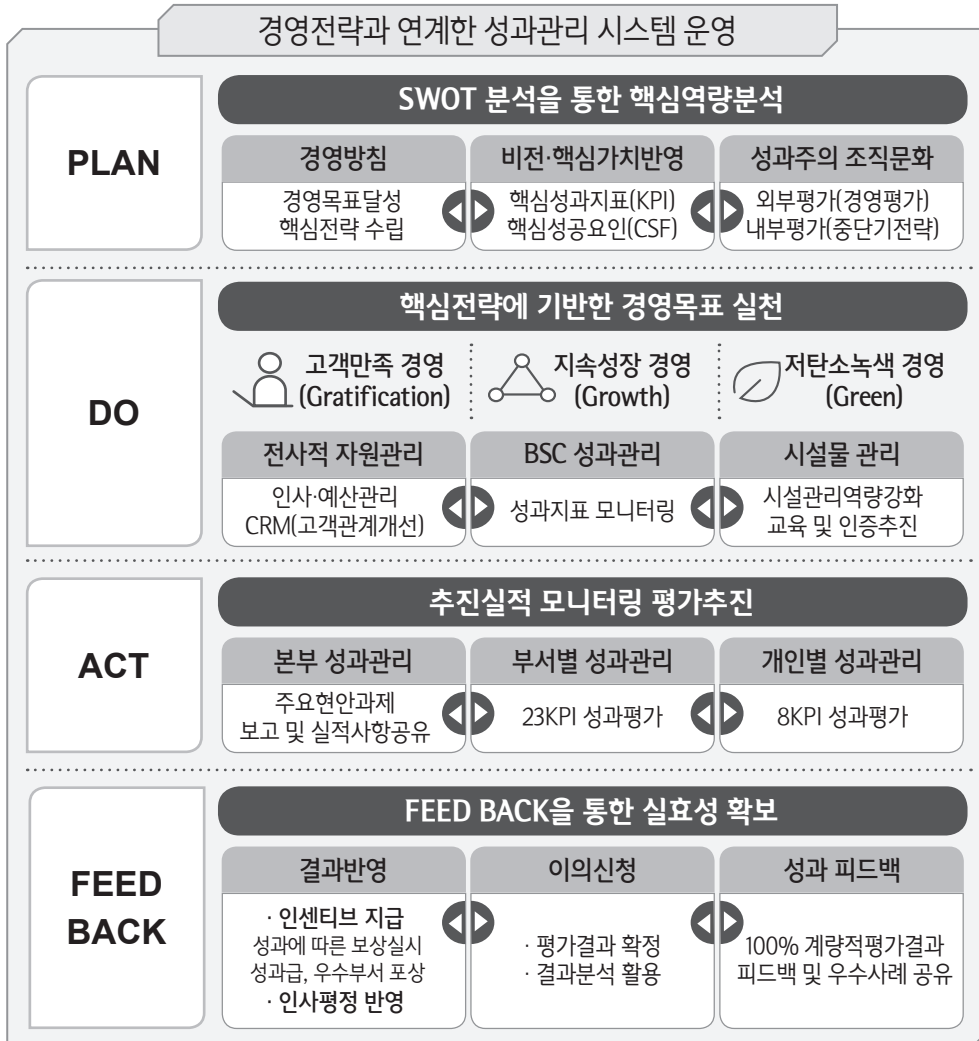 경영전략과 연계한 성과관리 시스템 운영
PLAN
SWOT 분석을 통한 핵심역량분석
경영방침
경영목표달성
핵심전략 수립
비전·핵심가치반영
핵심성과지표(KPI)
핵심성공요인(CSF)
성과주의 조직문화
외부평가(경영평가)
내부평가(중단기전략)
DO
핵심전략에 기반한 경영목표 실천
고객만족 경영
(Gratification)
지속성장 경영
(Growth)
저탄소녹색 경영
(Green)
전사적 자원관리
인사·예산관리
CRM(고객관계개선)
BSC 성과관리
성과지표 모니터링
시설물 관리
시설관리역량강화
교육 및 인증추진
ACT
추진실적 모니터링 평가추진
본부 성과관리
주요현안과제
보고 및 실적사항공유
부서별 성과관리
23KPI 성과평가
개인별 성과관리
8KPI 성과평가
FEED
BACK
FEED BACK을 통한 실효성 확보
결과반영
· 인센티브 지급
성과에 따른 보상실시
성과급, 우수부서 포상
· 인사평정 반영
이의신청
· 평가결과 확정
· 결과분석 활용
성과 피드백
100% 계량적평가결과
피드백 및 우수사례 공유